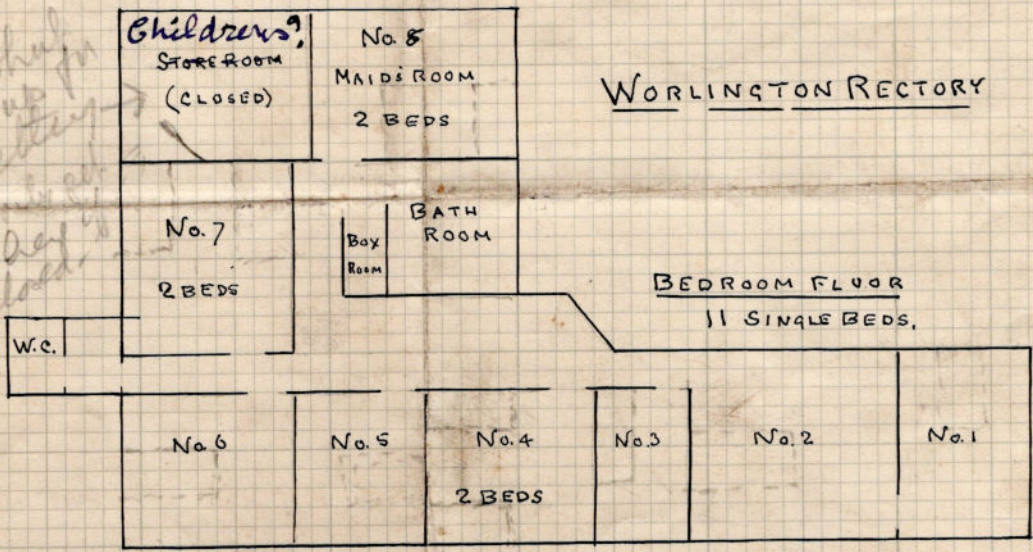 Childrens?
STORE ROOM
(CLOSED)
No. 8
MAIDS ROOM
2 BEDS
WORLINGTON RECTORY
up
No. 7
2 BEDS
BOX
ROOM
BATH
ROOM
BEDROOM FLOOR
11 SINGLE BEDS.
W.C.
No. 6
No. 5
No. 4
2 BEDS
No. 3
No. 2
No. 1